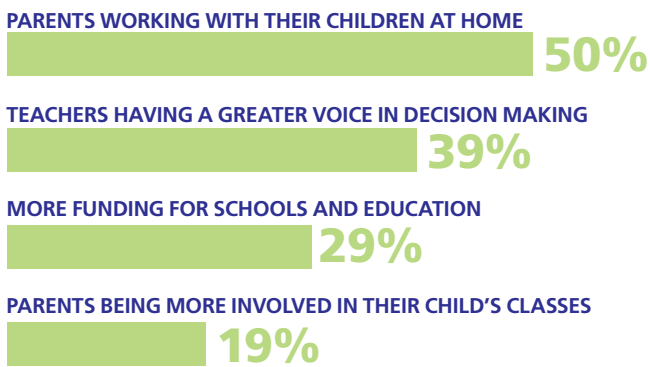 PARENTS WORKING WITH THEIR CHILDREN AT HOME
50%
TEACHERS HAVING A GREATER VOICE IN DECISION MAKING
39%
MORE FUNDING FOR SCHOOLS AND EDUCATION
29%
PARENTS BEING MORE INVOLVED IN THEIR CHILD’S CLASSES
19%